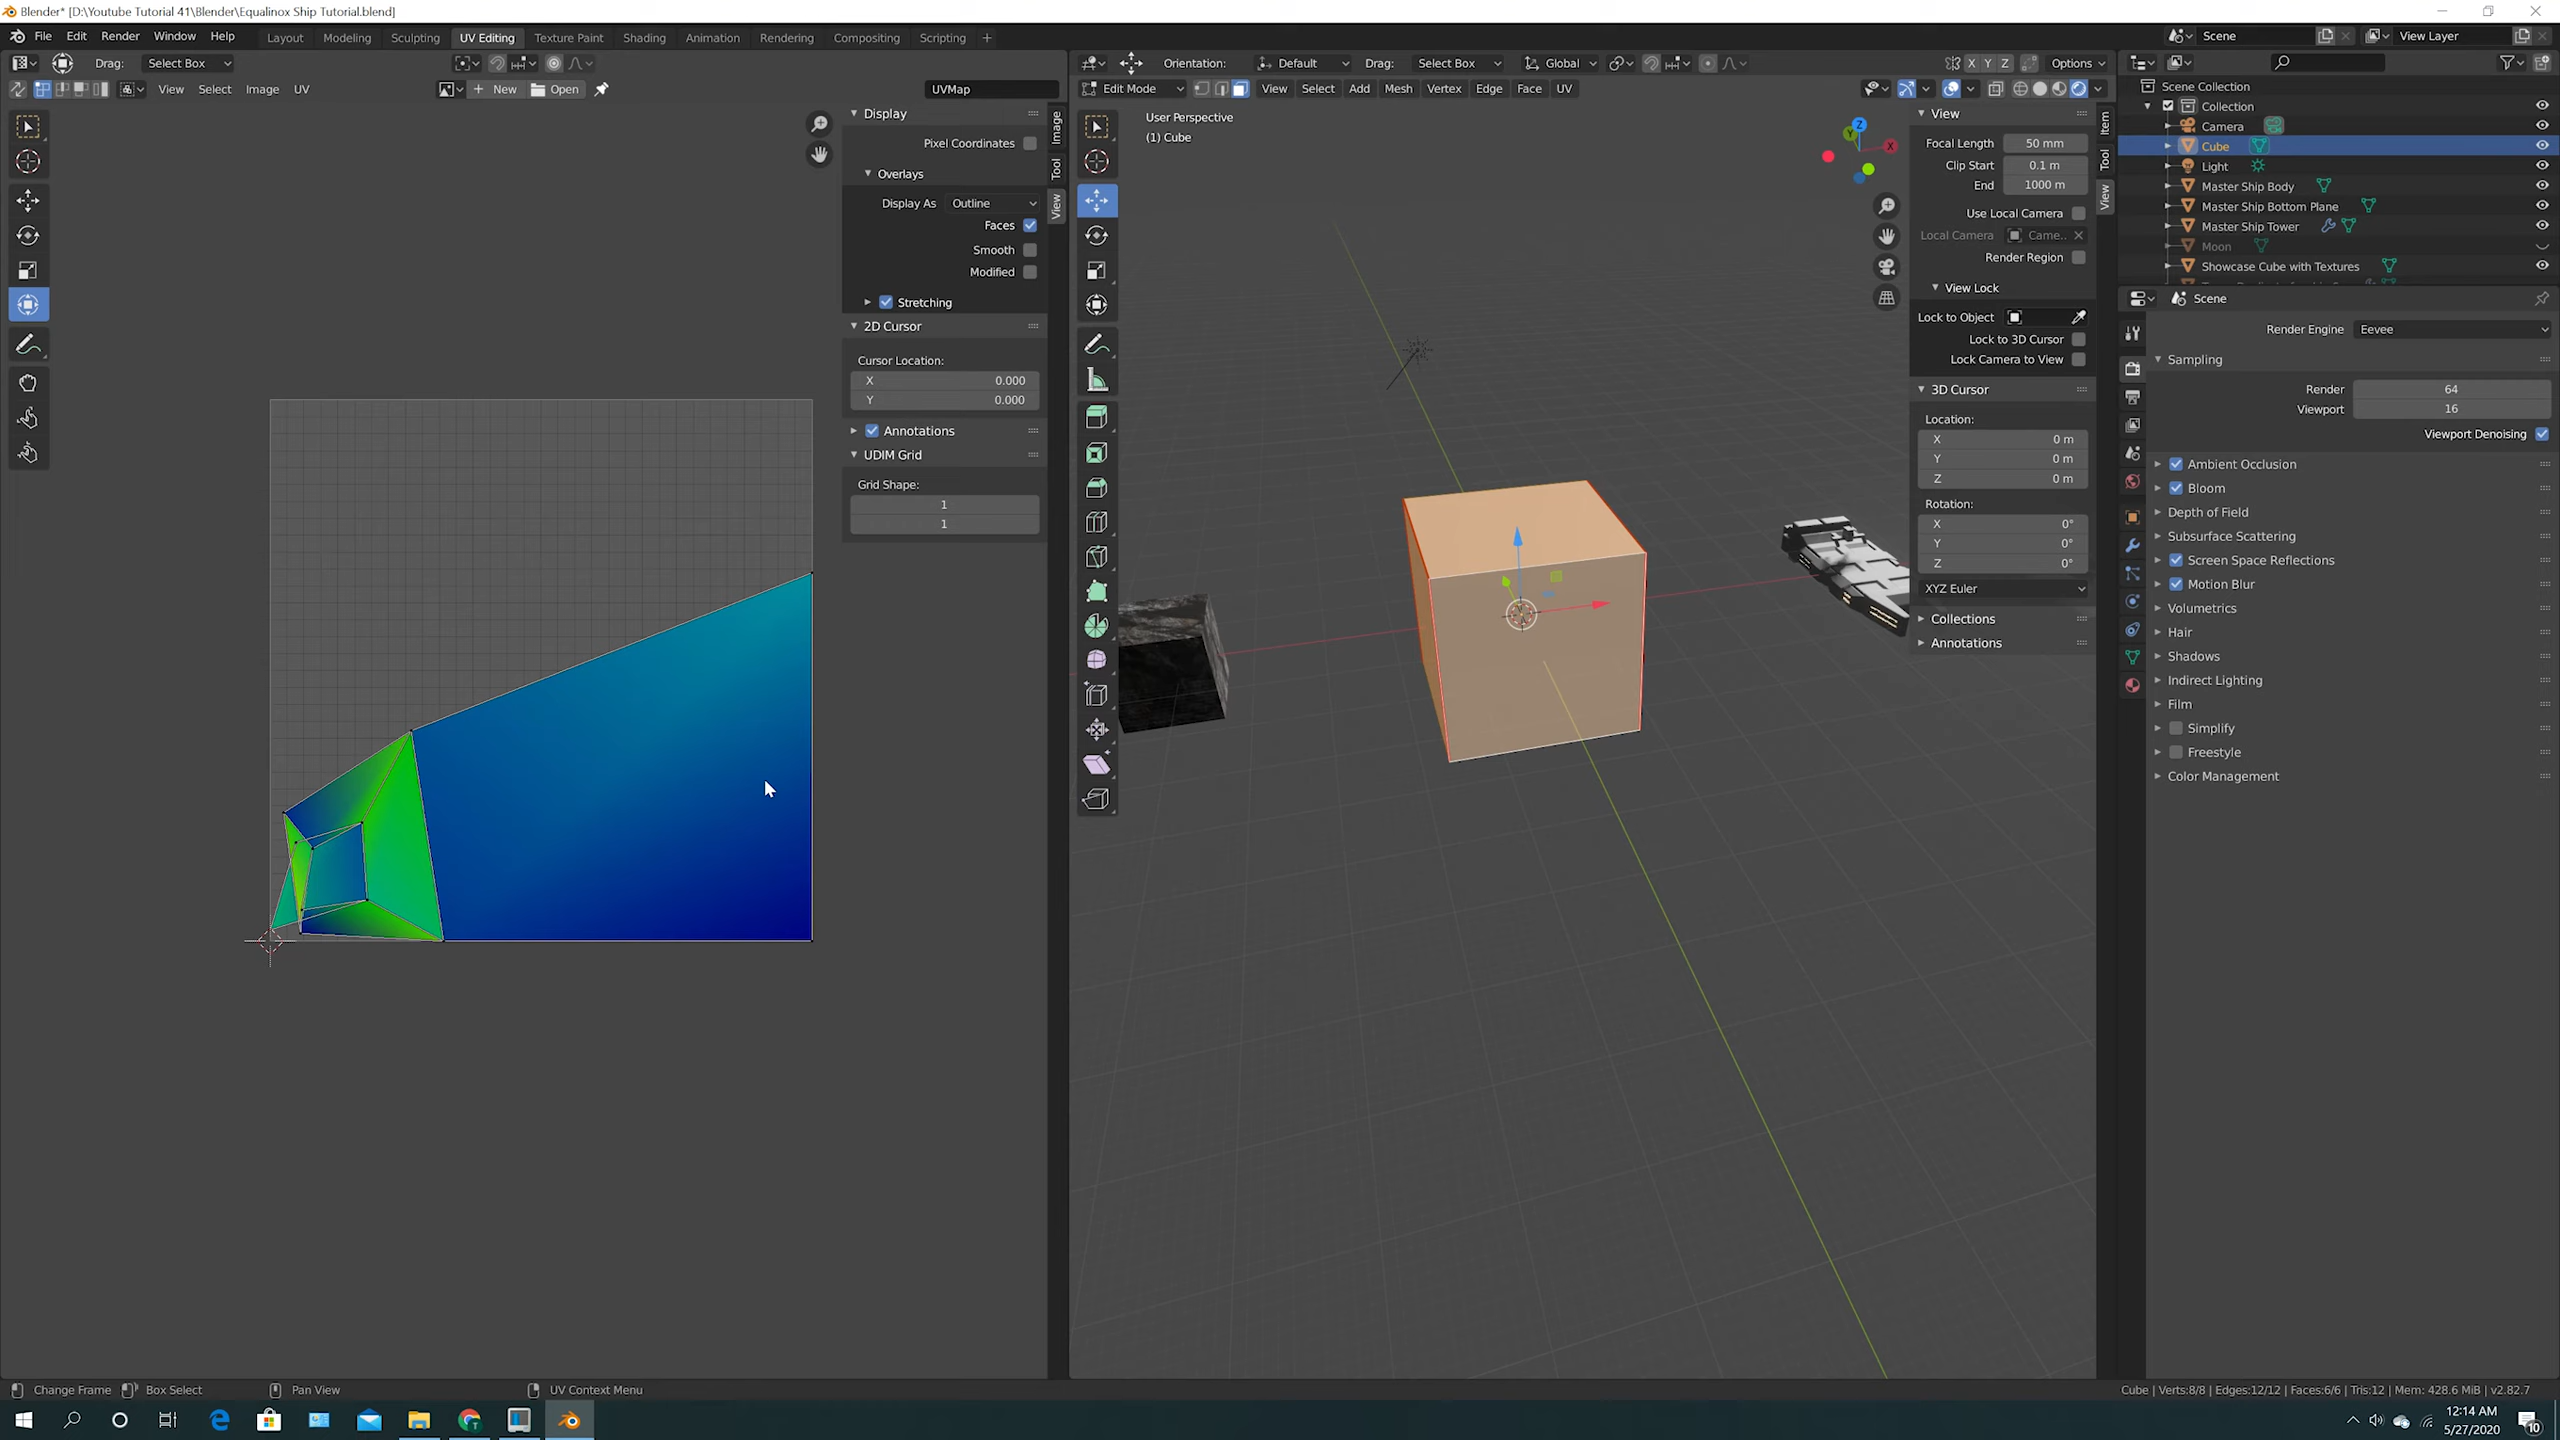 Blender* [D:\Youtube Tutorial 41\Blender\Equalinox Ship Tutorial.blend]
File Edit Render Window Help Layout Modeling Sculpting UV Editing Texture Paint Shading Animation Rendering Compositing Scripting + Scene View Layer
Drag: Select Box Orientation: Default Drag: Select Box Global X Y Z Options
View Select Image UV New Open UVMap Edit Mode View Select Add Mesh Vertex Edge Face UV
Display
Pixel Coordinates
Overlays
Display As Outline
Faces
Smooth
Modified
Stretching
2D Cursor
Cursor Location:
X 0.000
Y 0.000
Annotations
UDIM Grid
Grid Shape:
1
1
Image
Tool
View
User Perspective
(1) Cube
Z
Y
X
View
Focal Length 50 mm
Clip Start 0.1 m
End 1000 m
Use Local Camera
Local Camera Came..
Render Region
View Lock
Lock to Object
Lock to 3D Cursor
Lock Camera to View
3D Cursor
Location:
X 0 m
Y 0 m
Z 0 m
Rotation:
X 0°
Y 0°
Z 0°
XYZ Euler
Collections
Annotations
Item
Tool
View
Scene Collection
Collection
Camera
Cube
Light
Master Ship Body
Master Ship Bottom Plane
Master Ship Tower
Moon
Showcase Cube with Textures
Scene
Render Engine Eevee
Sampling
Render 64
Viewport 16
Viewport Denoising
Ambient Occlusion
Bloom
Depth of Field
Subsurface Scattering
Screen Space Reflections
Motion Blur
Volumetrics
Hair
Shadows
Indirect Lighting
Film
Simplify
Freestyle
Color Management
Change Frame Box Select Pan View UV Context Menu Cube | Verts:8/8 | Edges:12/12 | Faces:6/6 | Tris:12 | Mem: 428.6 MiB | v2.82.7
12:14 AM
5/27/2020
10